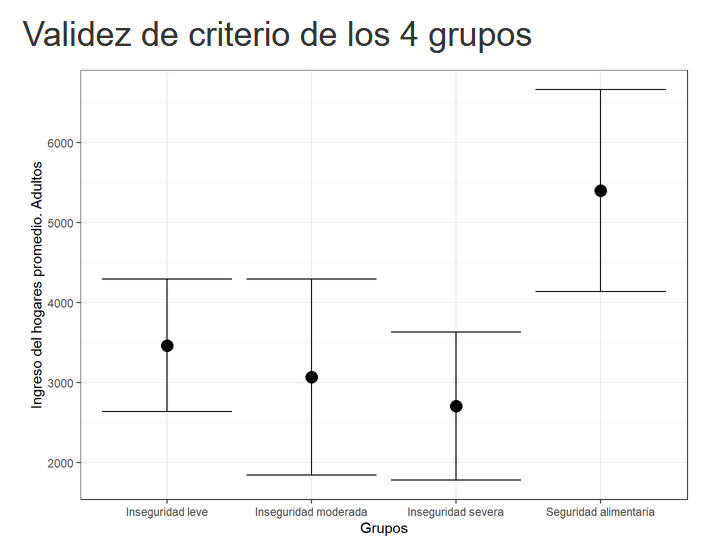 Validez de criterio de los 4 grupos
Ingreso del hogares promedio. Adultos
6000
5000
4000
3000
2000
Inseguridad leve
Inseguridad moderada
Inseguridad severa
Seguridad alimentaria
Grupos